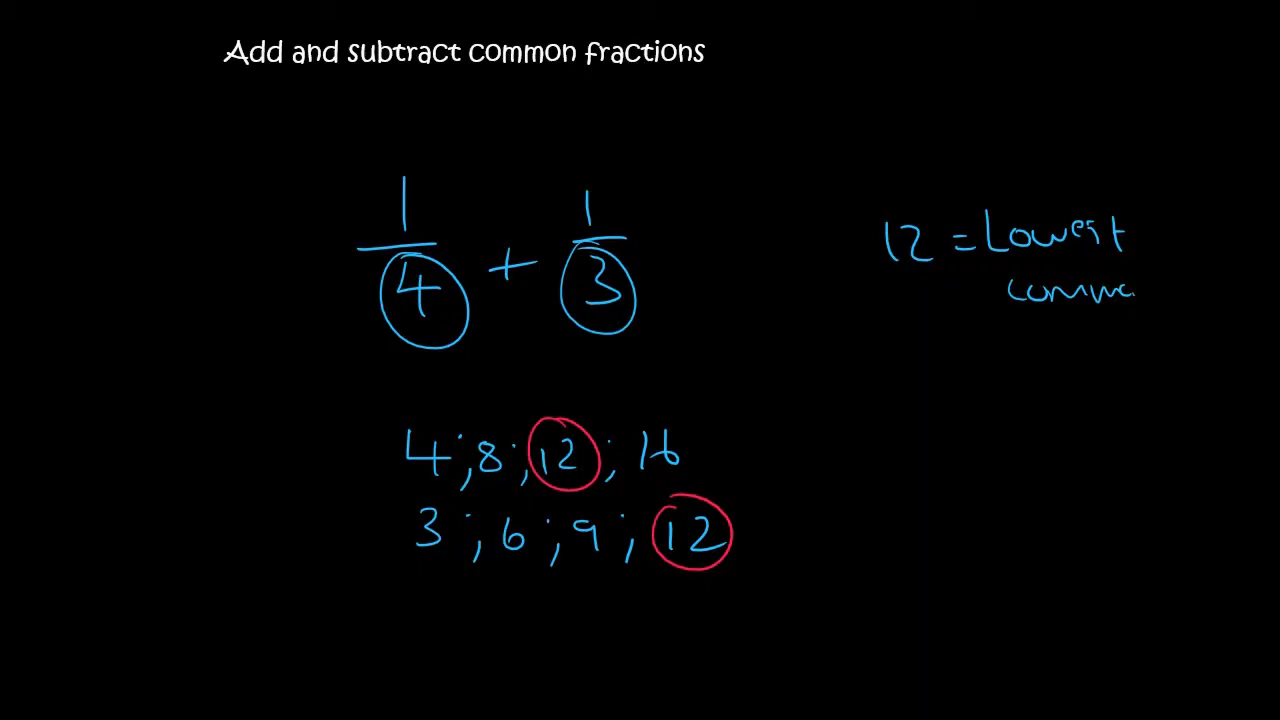 Add and subtract common fractions
1/4 + 1/3
12 = Lowest
comma
4 ; 8 ; 12 ; 16
3 ; 6 ; 9 ; 12